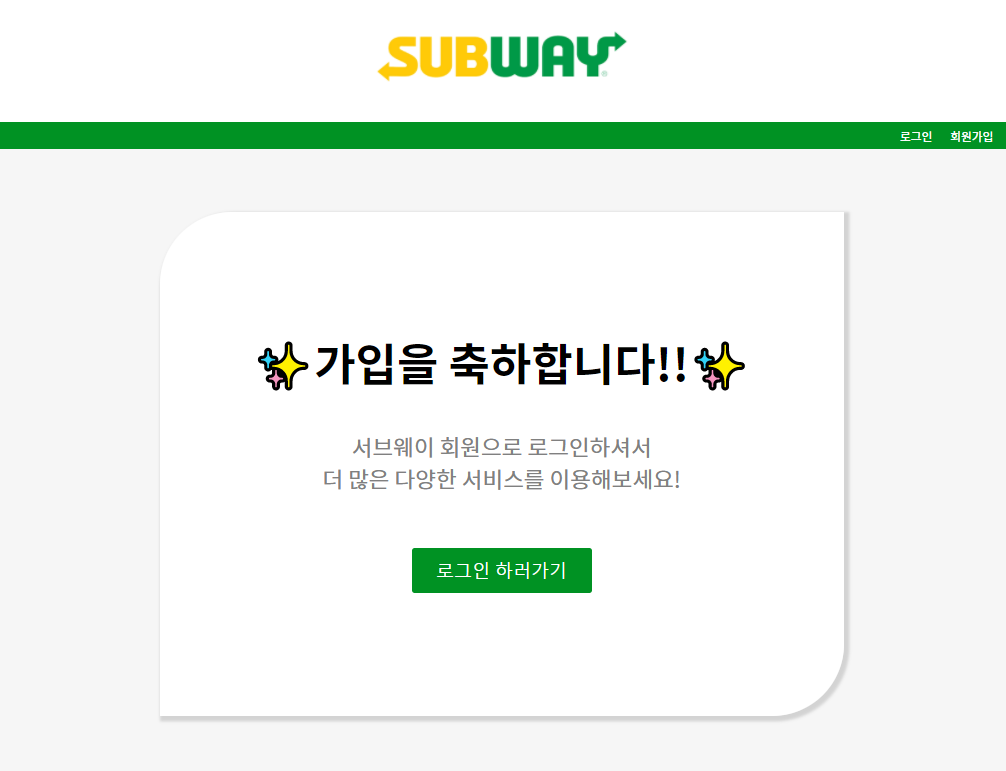 SUBWAY
로그인 회원가입
가입을 축하합니다!!
서브웨이 회원으로 로그인하셔서
더 많은 다양한 서비스를 이용해보세요!
로그인 하러가기